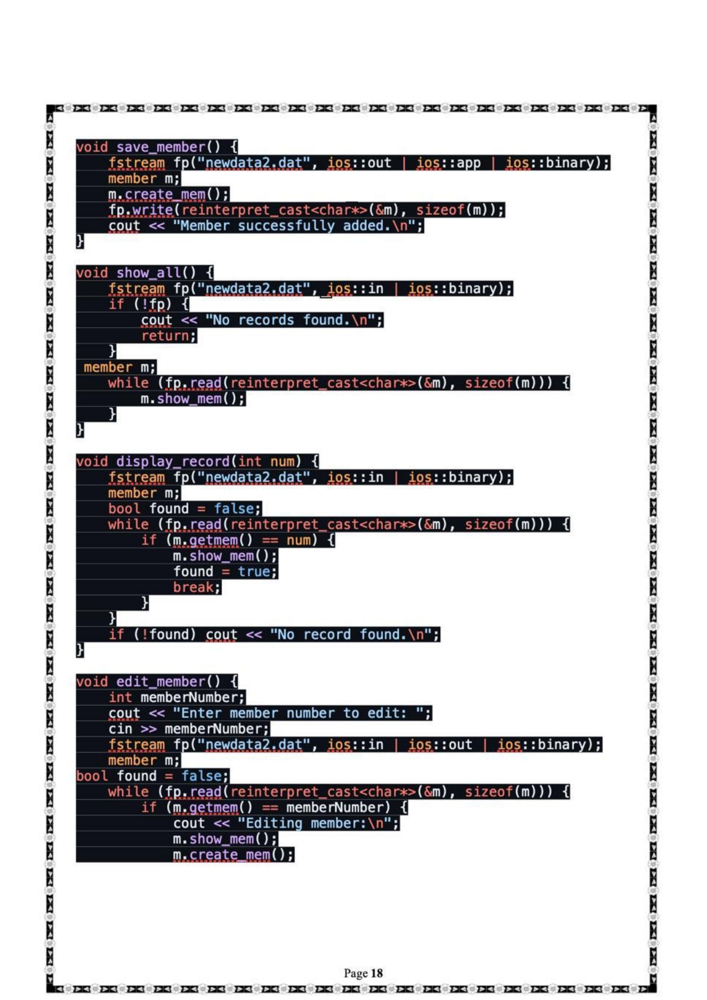 void save_member() {
    fstream fp("newdata2.dat", ios::out | ios::app | ios::binary);
    member m;
    m.create_mem();
    fp.write(reinterpret_cast<char*>(&m), sizeof(m));
    cout << "Member successfully added.\n";
}

void show_all() {
    fstream fp("newdata2.dat", ios::in | ios::binary);
    if (!fp) {
        cout << "No records found.\n";
        return;
    }
 member m;
    while (fp.read(reinterpret_cast<char*>(&m), sizeof(m))) {
        m.show_mem();
    }
}

void display_record(int num) {
    fstream fp("newdata2.dat", ios::in | ios::binary);
    member m;
    bool found = false;
    while (fp.read(reinterpret_cast<char*>(&m), sizeof(m))) {
        if (m.getmem() == num) {
            m.show_mem();
            found = true;
            break;
        }
    }
    if (!found) cout << "No record found.\n";
}

void edit_member() {
    int memberNumber;
    cout << "Enter member number to edit: ";
    cin >> memberNumber;
    fstream fp("newdata2.dat", ios::in | ios::out | ios::binary);
    member m;
bool found = false;
    while (fp.read(reinterpret_cast<char*>(&m), sizeof(m))) {
        if (m.getmem() == memberNumber) {
            cout << "Editing member:\n";
            m.show_mem();
            m.create_mem();
Page 18